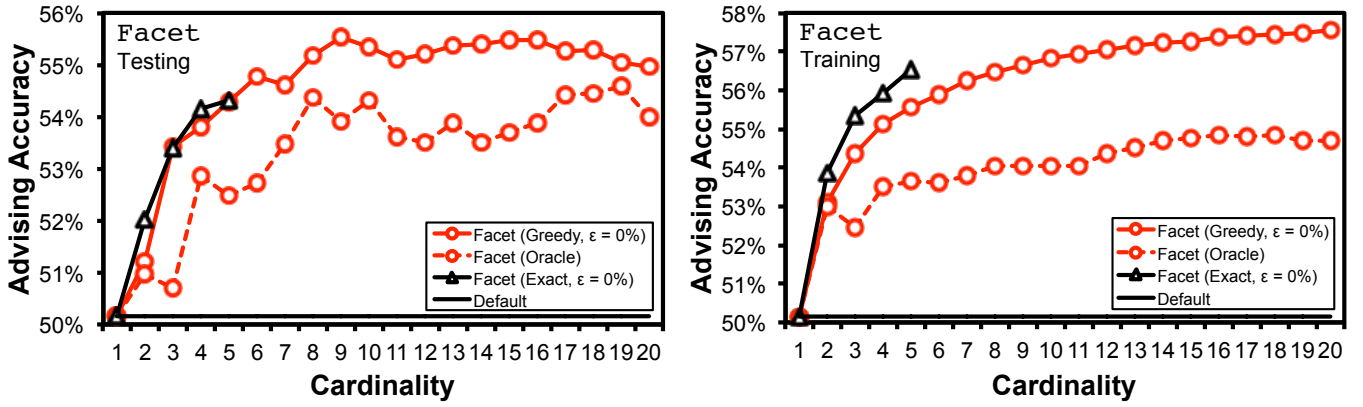 Facet
Testing
Advising Accuracy
56%
55%
54%
53%
52%
51%
50%
Facet (Greedy, ε = 0%)
Facet (Oracle)
Facet (Exact, ε = 0%)
Default
1 2 3 4 5 6 7 8 9 10 11 12 13 14 15 16 17 18 19 20
Cardinality
Facet
Training
Advising Accuracy
58%
57%
56%
55%
54%
53%
52%
51%
50%
Facet (Greedy, ε = 0%)
Facet (Oracle)
Facet (Exact, ε = 0%)
Default
1 2 3 4 5 6 7 8 9 10 11 12 13 14 15 16 17 18 19 20
Cardinality